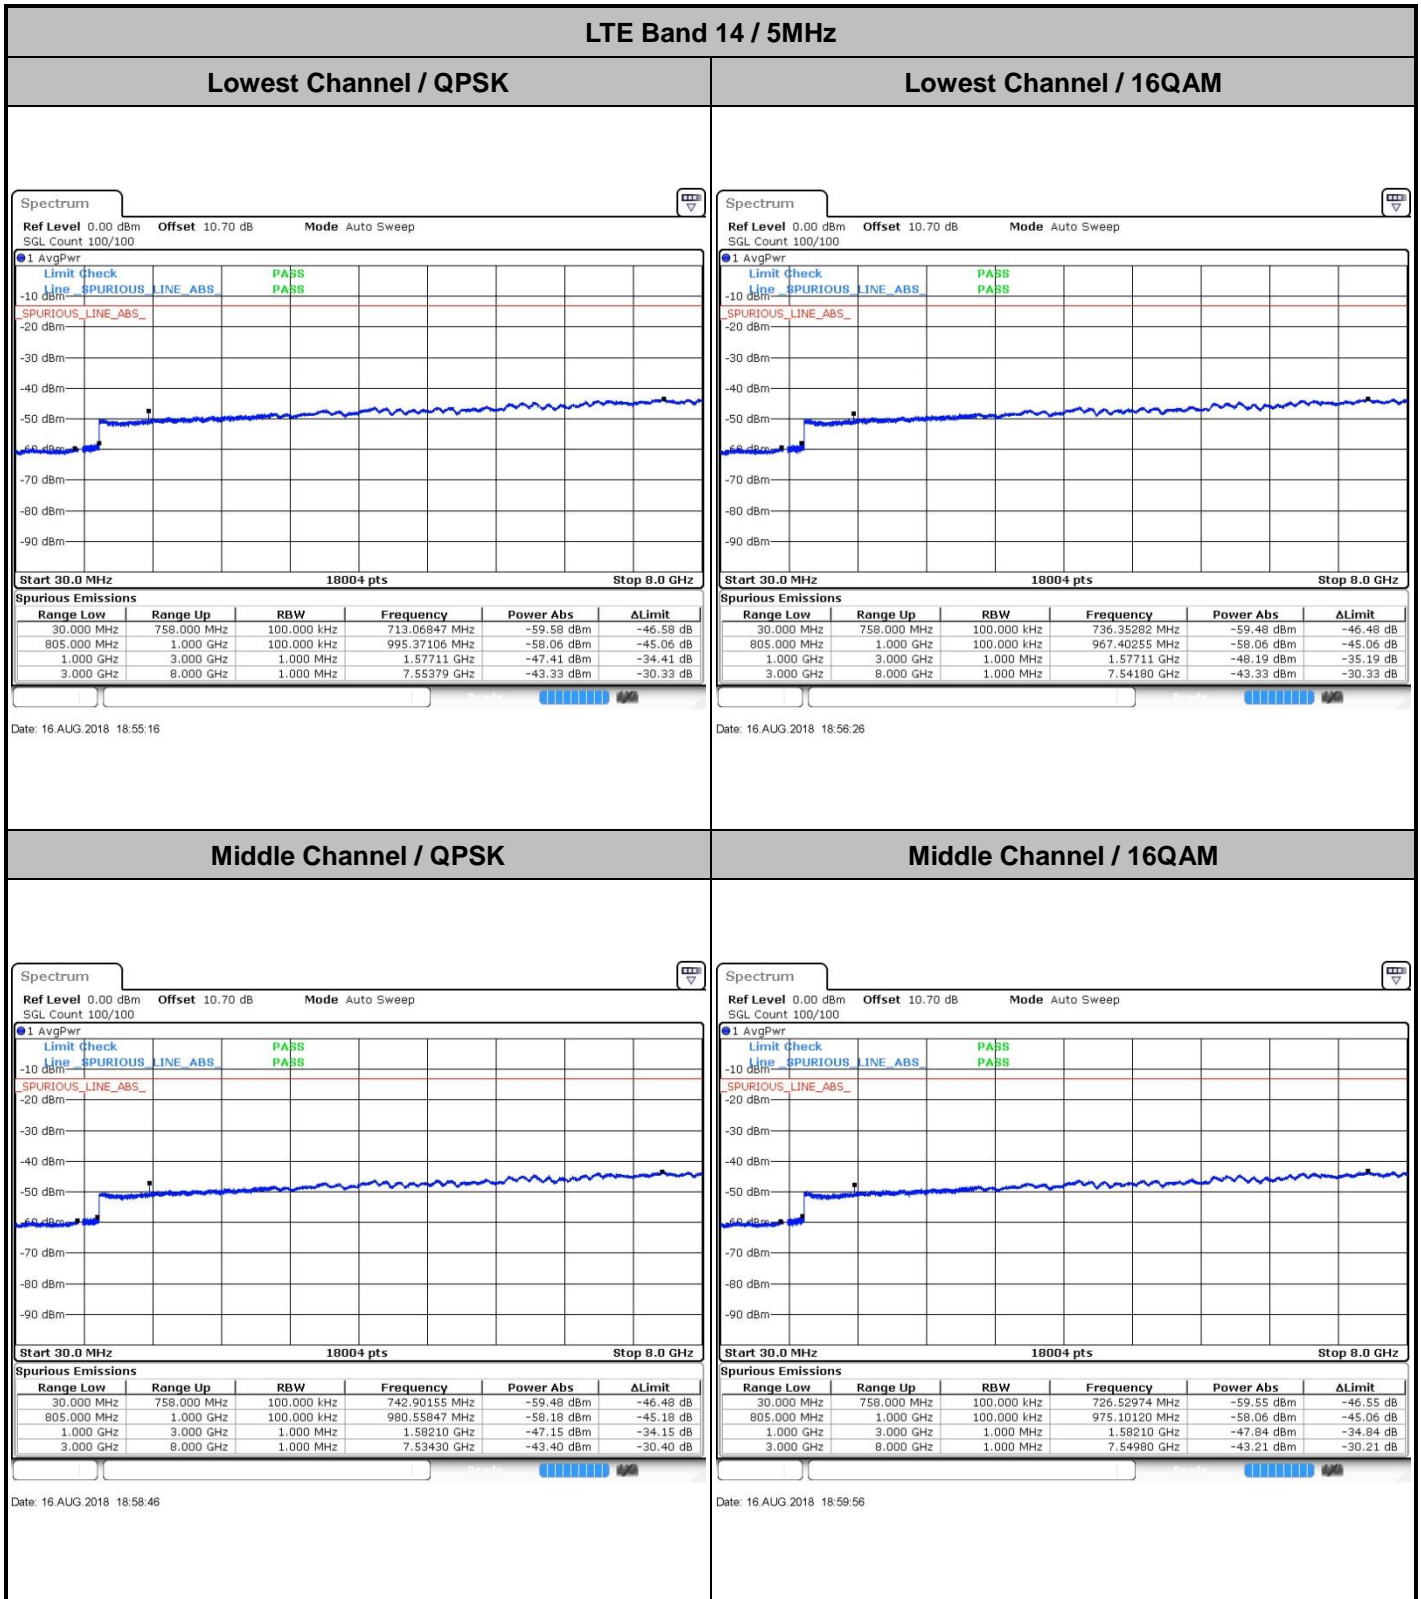 LTE Band 14 / 5MHz
Lowest Channel / QPSK
Lowest Channel / 16QAM
Spectrum
Ref Level 0.00 dBm Offset 10.70 dB Mode Auto Sweep
SGL Count 100/100
1 AvgPwr
Limit Check PASS
Line _SPURIOUS_LINE_ABS_ PASS
-10 dBm
_SPURIOUS_LINE_ABS_
-20 dBm
-30 dBm
-40 dBm
-50 dBm
-60 dBm
-70 dBm
-80 dBm
-90 dBm
Start 30.0 MHz 18004 pts Stop 8.0 GHz
Spurious Emissions
Range Low Range Up RBW Frequency Power Abs ΔLimit
30.000 MHz 758.000 MHz 100.000 kHz 713.06847 MHz -59.58 dBm -46.58 dB
805.000 MHz 1.000 GHz 100.000 kHz 995.37106 MHz -58.06 dBm -45.06 dB
1.000 GHz 3.000 GHz 1.000 MHz 1.57711 GHz -47.41 dBm -34.41 dB
3.000 GHz 8.000 GHz 1.000 MHz 7.55379 GHz -43.33 dBm -30.33 dB
Date: 16.AUG.2018 18:55:16
Spectrum
Ref Level 0.00 dBm Offset 10.70 dB Mode Auto Sweep
SGL Count 100/100
1 AvgPwr
Limit Check PASS
Line _SPURIOUS_LINE_ABS_ PASS
-10 dBm
_SPURIOUS_LINE_ABS_
-20 dBm
-30 dBm
-40 dBm
-50 dBm
-60 dBm
-70 dBm
-80 dBm
-90 dBm
Start 30.0 MHz 18004 pts Stop 8.0 GHz
Spurious Emissions
Range Low Range Up RBW Frequency Power Abs ΔLimit
30.000 MHz 758.000 MHz 100.000 kHz 736.35282 MHz -59.48 dBm -46.48 dB
805.000 MHz 1.000 GHz 100.000 kHz 967.40255 MHz -58.06 dBm -45.06 dB
1.000 GHz 3.000 GHz 1.000 MHz 1.57711 GHz -48.19 dBm -35.19 dB
3.000 GHz 8.000 GHz 1.000 MHz 7.54180 GHz -43.33 dBm -30.33 dB
Date: 16.AUG.2018 18:56:26
Middle Channel / QPSK
Middle Channel / 16QAM
Spectrum
Ref Level 0.00 dBm Offset 10.70 dB Mode Auto Sweep
SGL Count 100/100
1 AvgPwr
Limit Check PASS
Line _SPURIOUS_LINE_ABS_ PASS
-10 dBm
_SPURIOUS_LINE_ABS_
-20 dBm
-30 dBm
-40 dBm
-50 dBm
-60 dBm
-70 dBm
-80 dBm
-90 dBm
Start 30.0 MHz 18004 pts Stop 8.0 GHz
Spurious Emissions
Range Low Range Up RBW Frequency Power Abs ΔLimit
30.000 MHz 758.000 MHz 100.000 kHz 742.90155 MHz -59.48 dBm -46.48 dB
805.000 MHz 1.000 GHz 100.000 kHz 980.55847 MHz -58.18 dBm -45.18 dB
1.000 GHz 3.000 GHz 1.000 MHz 1.58210 GHz -47.15 dBm -34.15 dB
3.000 GHz 8.000 GHz 1.000 MHz 7.53430 GHz -43.40 dBm -30.40 dB
Date: 16.AUG.2018 18:58:46
Spectrum
Ref Level 0.00 dBm Offset 10.70 dB Mode Auto Sweep
SGL Count 100/100
1 AvgPwr
Limit Check PASS
Line _SPURIOUS_LINE_ABS_ PASS
-10 dBm
_SPURIOUS_LINE_ABS_
-20 dBm
-30 dBm
-40 dBm
-50 dBm
-60 dBm
-70 dBm
-80 dBm
-90 dBm
Start 30.0 MHz 18004 pts Stop 8.0 GHz
Spurious Emissions
Range Low Range Up RBW Frequency Power Abs ΔLimit
30.000 MHz 758.000 MHz 100.000 kHz 726.52974 MHz -59.55 dBm -46.55 dB
805.000 MHz 1.000 GHz 100.000 kHz 975.10120 MHz -58.06 dBm -45.06 dB
1.000 GHz 3.000 GHz 1.000 MHz 1.58210 GHz -47.84 dBm -34.84 dB
3.000 GHz 8.000 GHz 1.000 MHz 7.54980 GHz -43.21 dBm -30.21 dB
Date: 16.AUG.2018 18:59:56